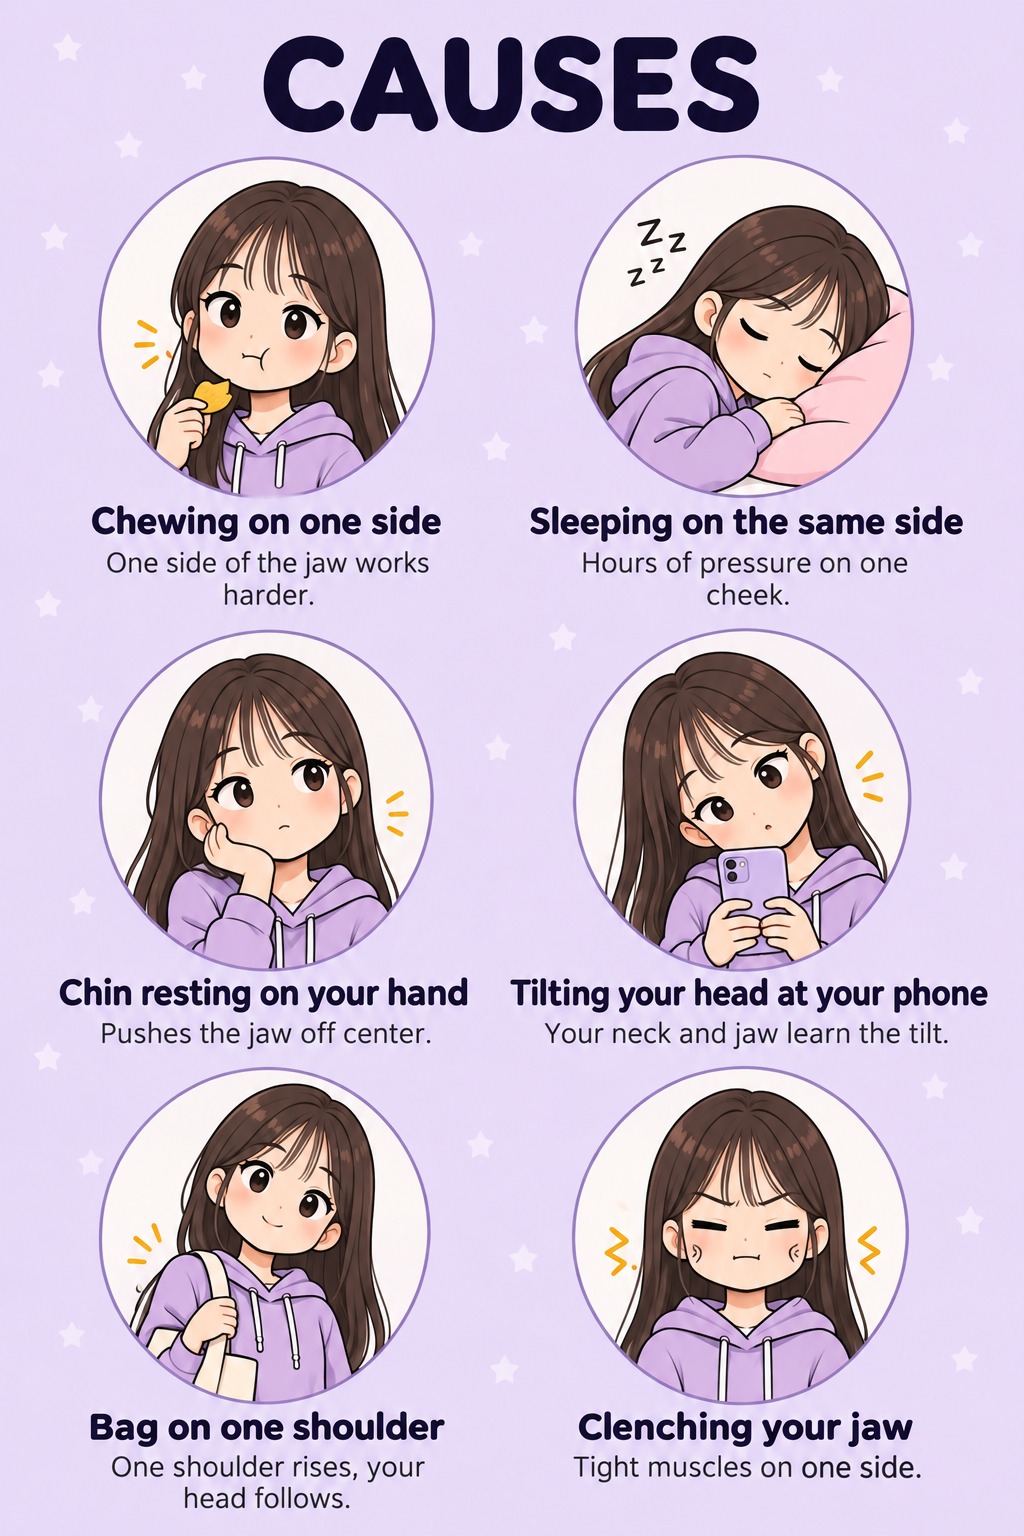 CAUSES
Z Z Z Z
Chewing on one side
One side of the jaw works
harder.
Sleeping on the same side
Hours of pressure on one
cheek.
Chin resting on your hand
Pushes the jaw off center.
Tilting your head at your phone
Your neck and jaw learn the tilt.
Bag on one shoulder
One shoulder rises, your
head follows.
Clenching your jaw
Tight muscles on one side.